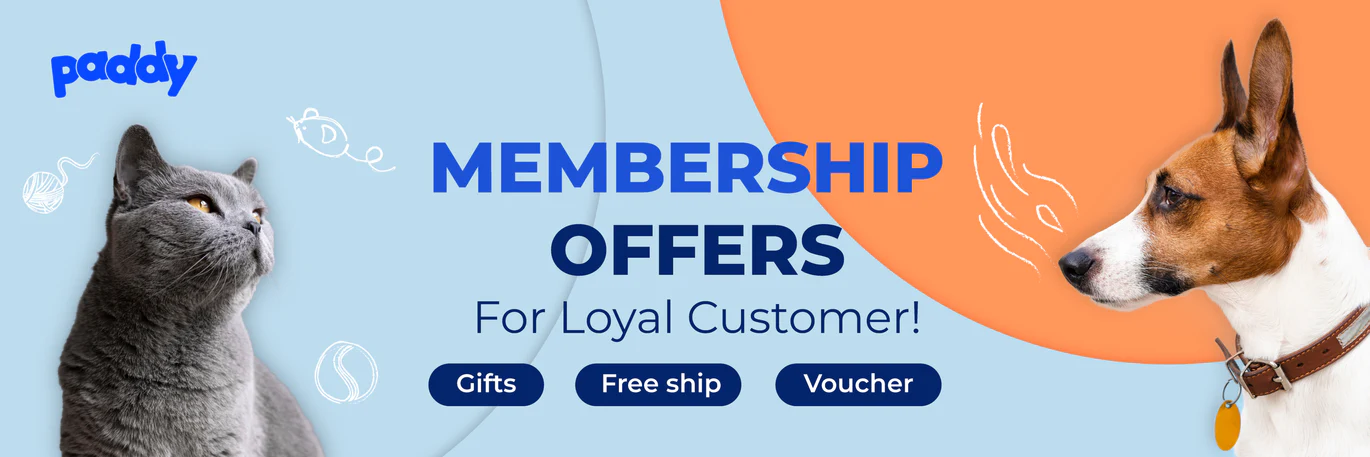 paddy
MEMBERSHIP
OFFERS
For Loyal Customer!
Gifts
Free ship
Voucher